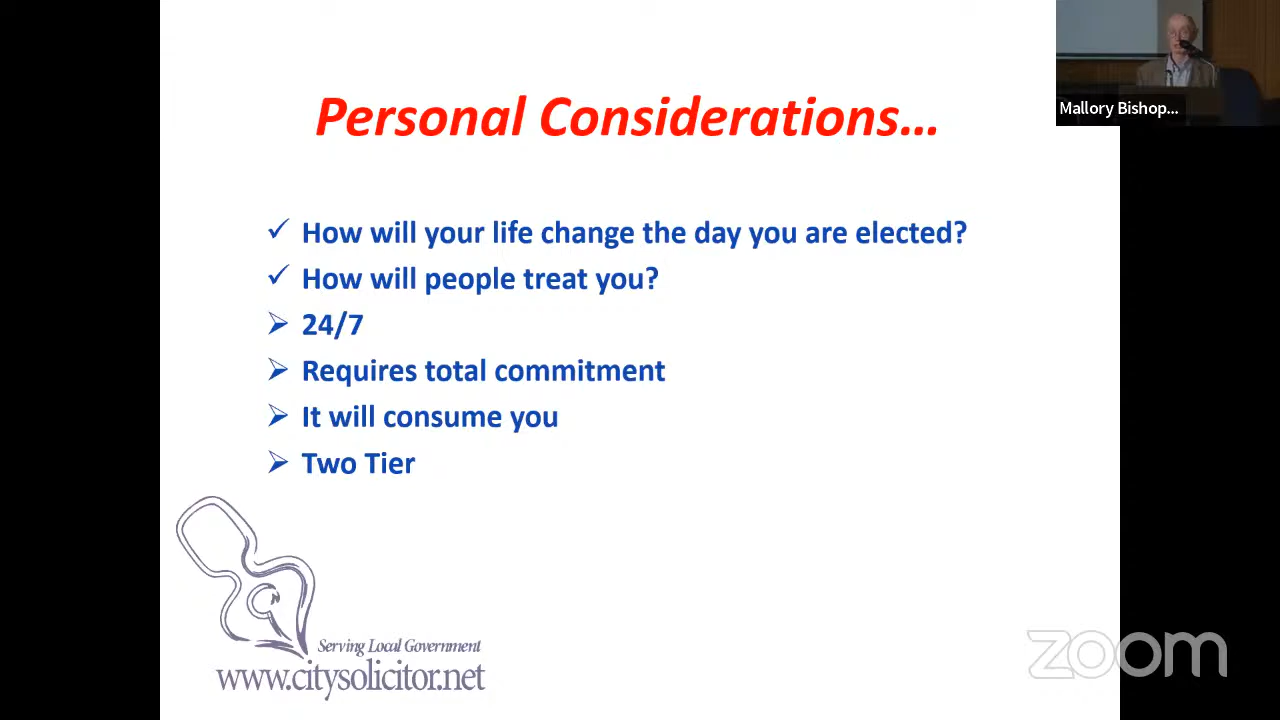 Personal Considerations...
Mallory Bishop...
How will your life change the day you are elected?
How will people treat you?
24/7
Requires total commitment
It will consume you
Two Tier
Serving Local Government
www.citysolicitor.net
zoom